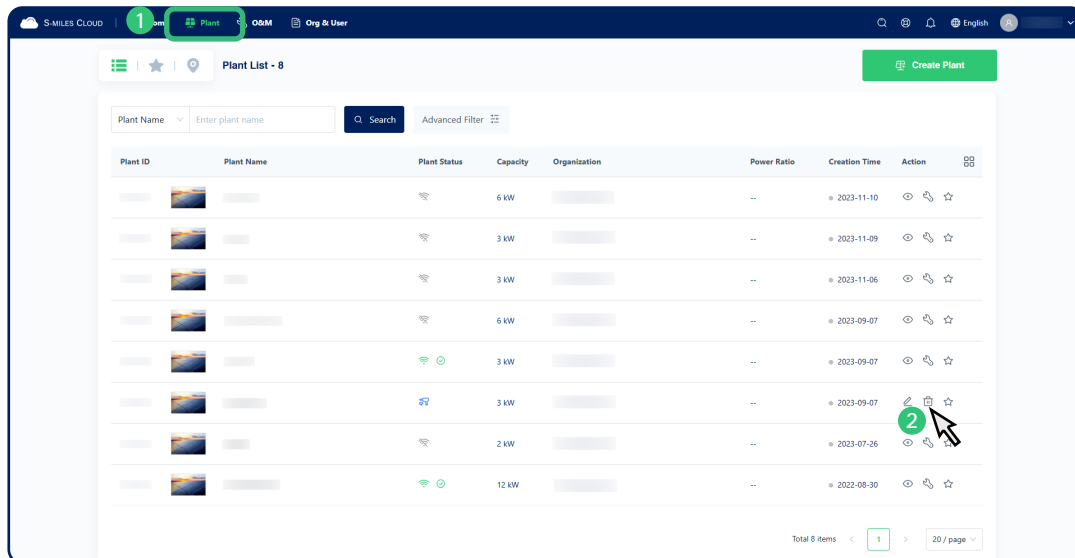 S-MILES CLOUD
1
Plant
O&M
Org & User
English
Plant List - 8
Create Plant
Plant Name
Enter plant name
Search
Advanced Filter
Plant ID Plant Name Plant Status Capacity Organization Power Ratio Creation Time Action
6 kW -- 2023-11-10
3 kW -- 2023-11-09
3 kW -- 2023-11-06
6 kW -- 2023-09-07
3 kW -- 2023-09-07
3 kW -- 2023-09-07
2
2 kW -- 2023-07-26
12 kW -- 2022-08-30
Total 8 items < 1 > 20 / page